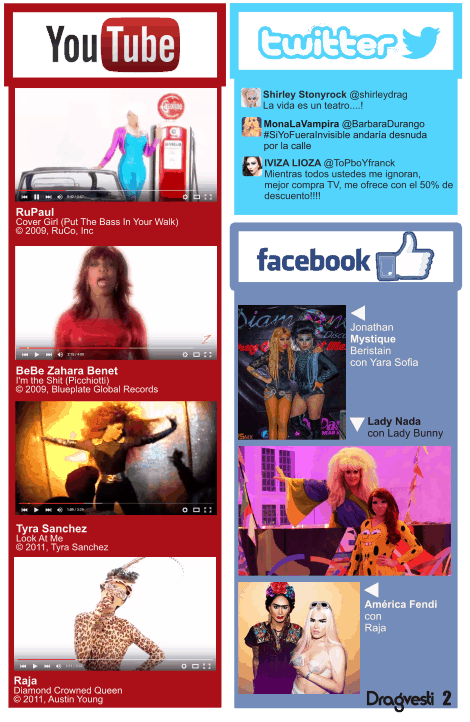 YouTube
RuPaul
Cover Girl (Put The Bass In Your Walk)
© 2009, RuCo, Inc
BeBe Zahara Benet
I'm the Shit (Picchiotti)
© 2009, Blueplate Global Records
Tyra Sanchez
Look At Me
© 2011, Tyra Sanchez
Raja
Diamond Crowned Queen
© 2011, Austin Young
twitter
Shirley Stonyrock @shirleydrag
La vida es un teatro....!
MonaLaVampira @BarbaraDurango
#SiYoFueraInvisible andaría desnuda
por la calle
IVIZA LIOZA @ToPboYfranck
Mientras todos ustedes me ignoran,
mejor compra TV, me ofrece con el 50% de
descuento!!!!
facebook
Jonathan
Mystique
Beristain
con Yara Sofia
Lady Nada
con Lady Bunny
América Fendi
con
Raja
Dragvesti 2